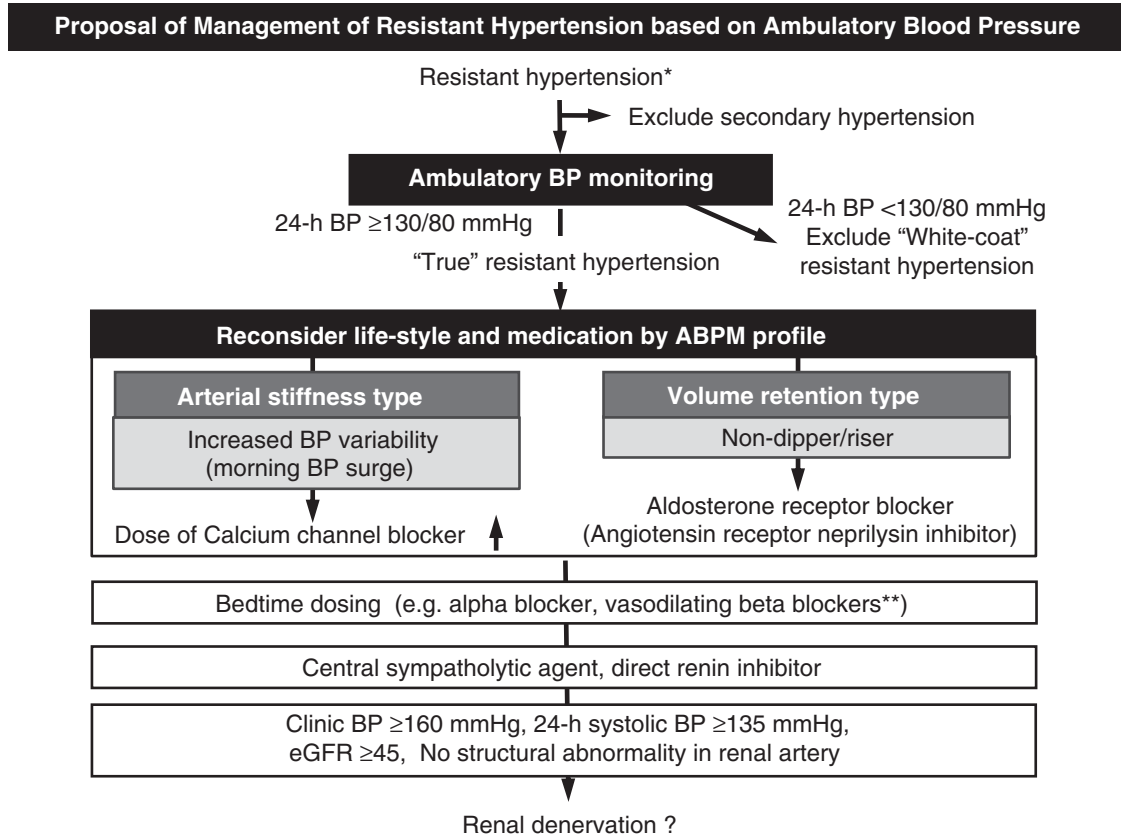 Proposal of Management of Resistant Hypertension based on Ambulatory Blood Pressure
Resistant hypertension*
Exclude secondary hypertension
Ambulatory BP monitoring
24-h BP ≥130/80 mmHg
24-h BP <130/80 mmHg
Exclude “White-coat”
resistant hypertension
“True” resistant hypertension
Reconsider life-style and medication by ABPM profile
Arterial stiffness type
Increased BP variability
(morning BP surge)
Dose of Calcium channel blocker
Volume retention type
Non-dipper/riser
Aldosterone receptor blocker
(Angiotensin receptor neprilysin inhibitor)
Bedtime dosing (e.g. alpha blocker, vasodilating beta blockers**)
Central sympatholytic agent, direct renin inhibitor
Clinic BP ≥160 mmHg, 24-h systolic BP ≥135 mmHg,
eGFR ≥45, No structural abnormality in renal artery
Renal denervation ?